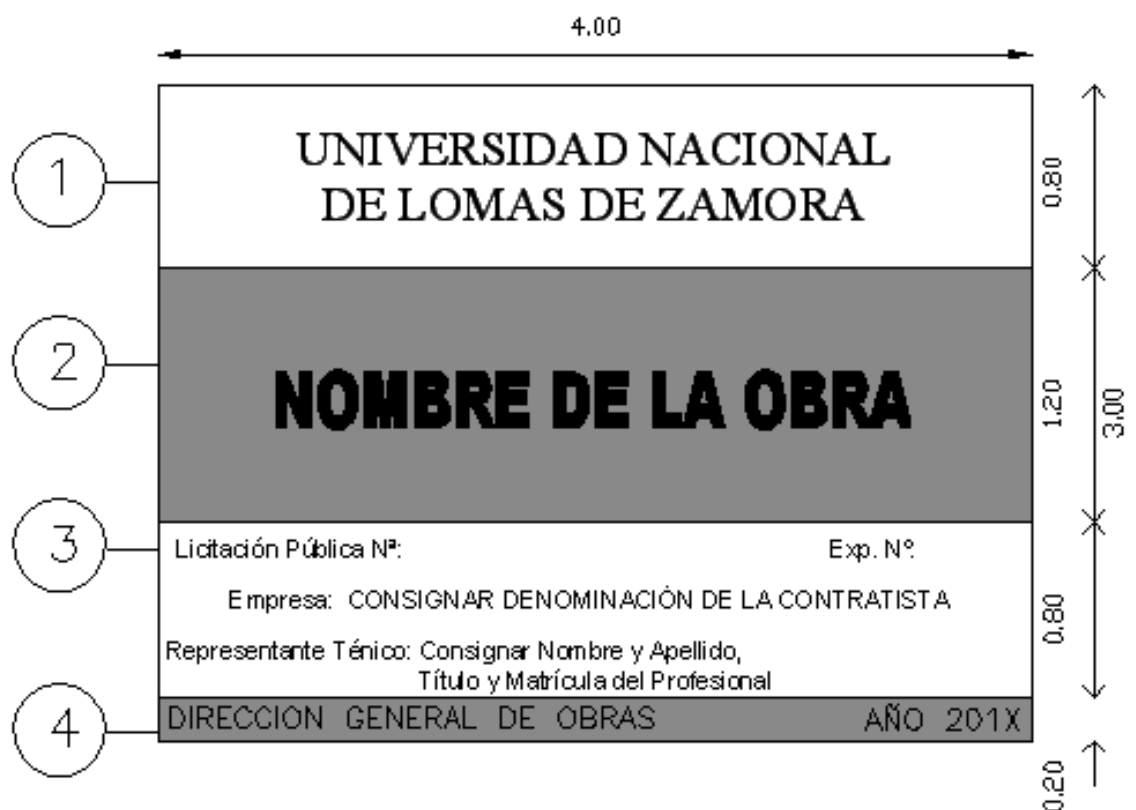 4.00
1
UNIVERSIDAD NACIONAL
DE LOMAS DE ZAMORA
0.80
2
NOMBRE DE LA OBRA
1.20
3.00
3
Licitación Pública Nª:
Exp. Nº:
Empresa: CONSIGNAR DENOMINACIÓN DE LA CONTRATISTA
0.80
Representante Ténico: Consignar Nombre y Apellido,
Título y Matrícula del Profesional
4
DIRECCION GENERAL DE OBRAS
AÑO 201X
0.20